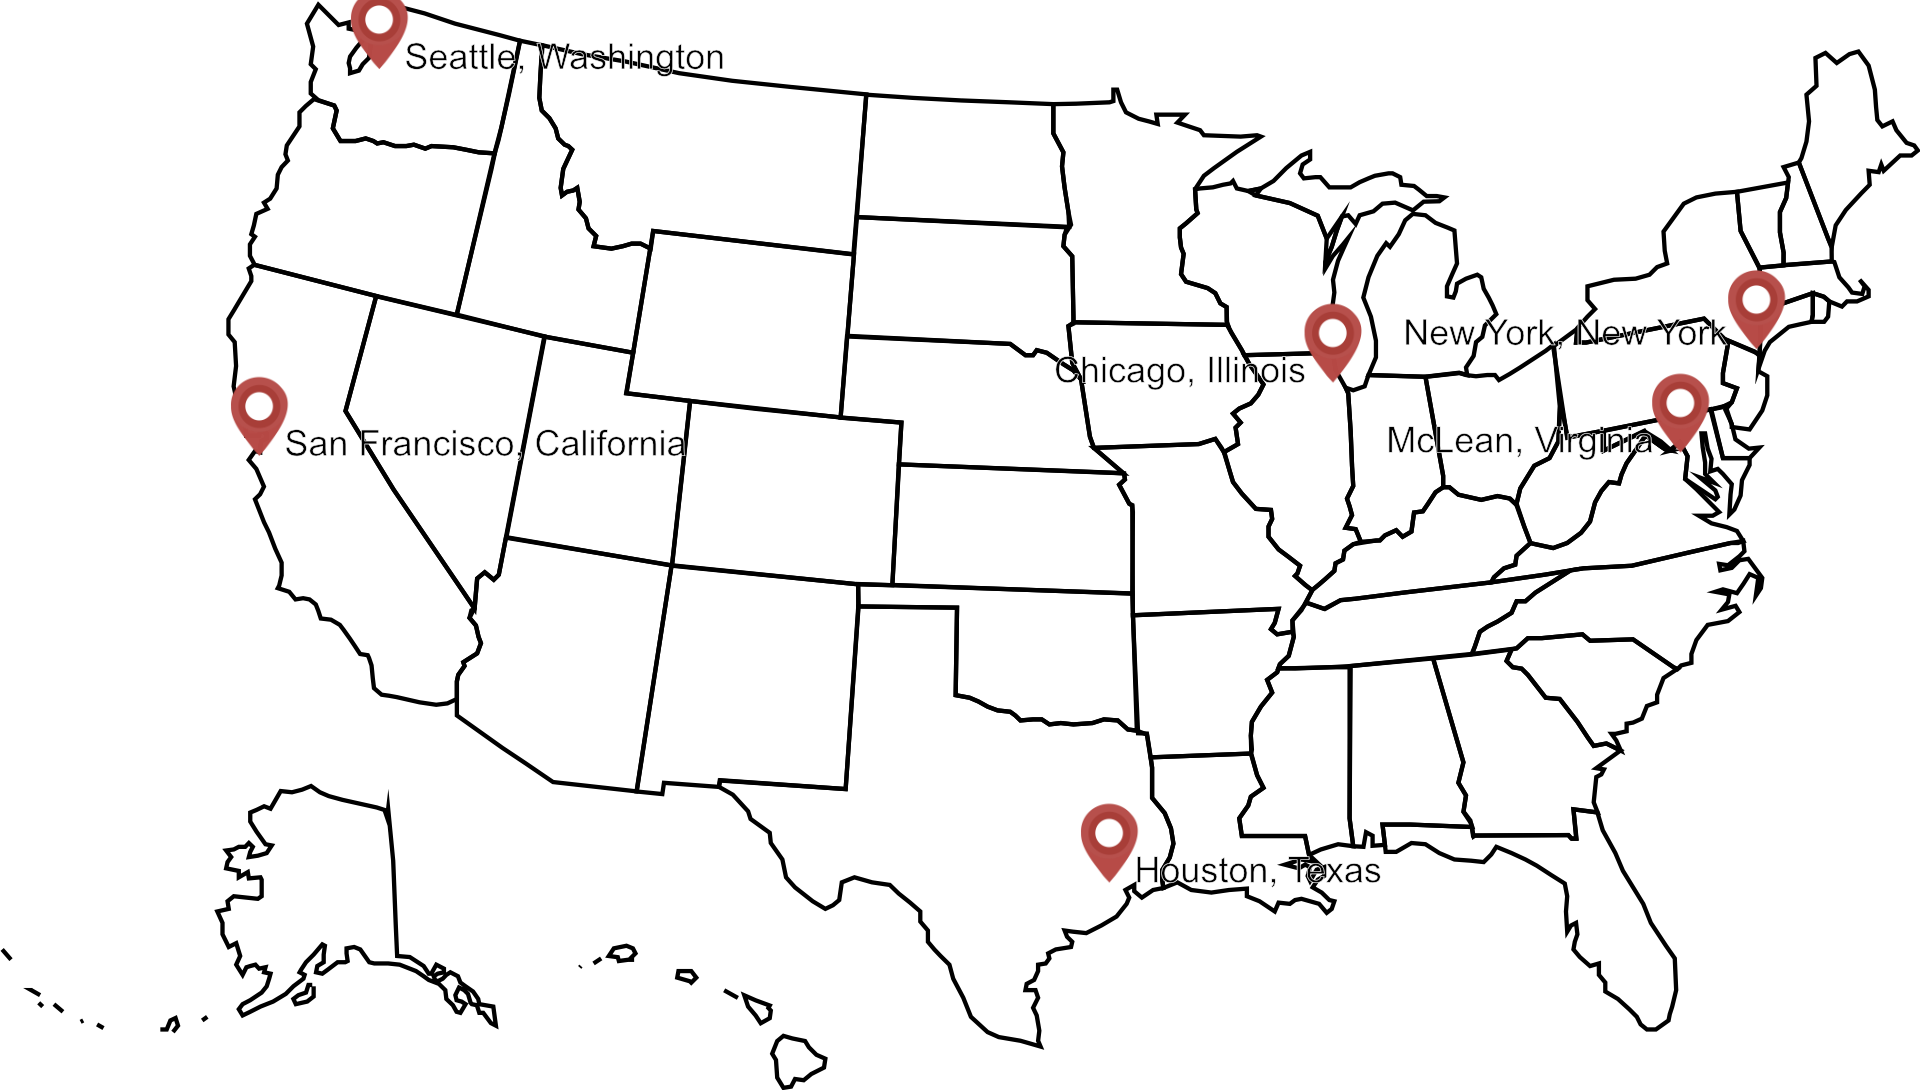 Seattle, Washington
New York, New York
Chicago, Illinois
McLean, Virginia
San Francisco, California
Houston, Texas